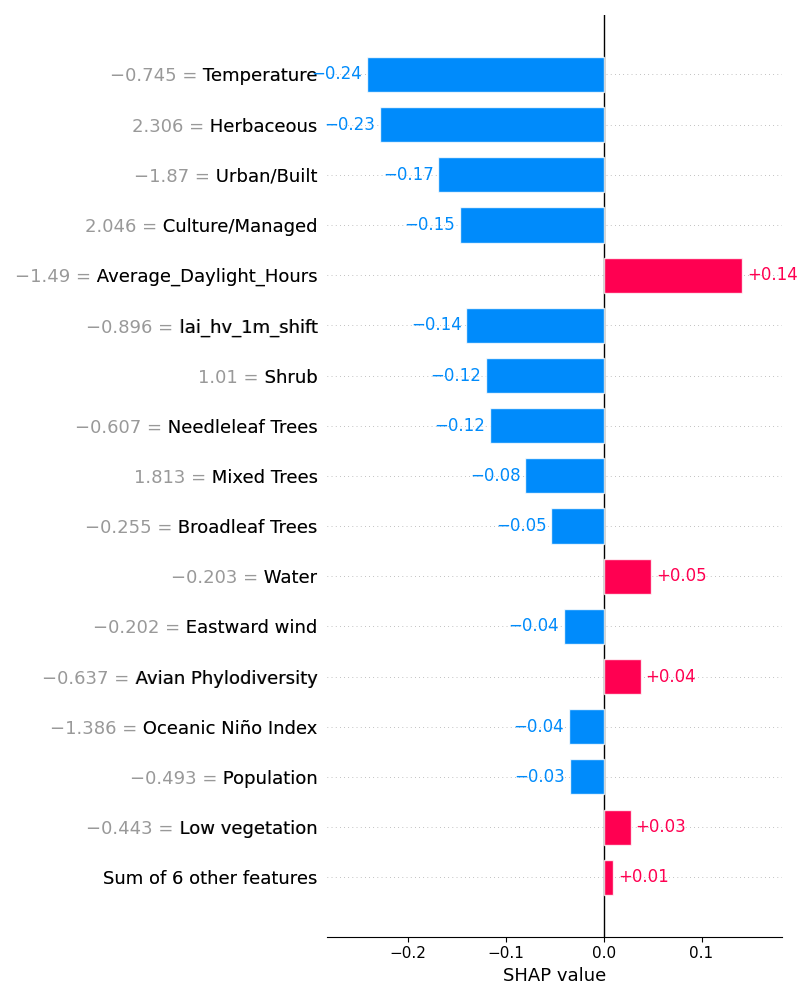 −0.745 = Temperature −0.24
2.306 = Herbaceous −0.23
−1.87 = Urban/Built −0.17
2.046 = Culture/Managed −0.15
−1.49 = Average_Daylight_Hours +0.14
−0.896 = lai_hv_1m_shift −0.14
1.01 = Shrub −0.12
−0.607 = Needleleaf Trees −0.12
1.813 = Mixed Trees −0.08
−0.255 = Broadleaf Trees −0.05
−0.203 = Water +0.05
−0.202 = Eastward wind −0.04
−0.637 = Avian Phylodiversity +0.04
−1.386 = Oceanic Niño Index −0.04
−0.493 = Population −0.03
−0.443 = Low vegetation +0.03
Sum of 6 other features +0.01
−0.2 −0.1 0.0 0.1
SHAP value